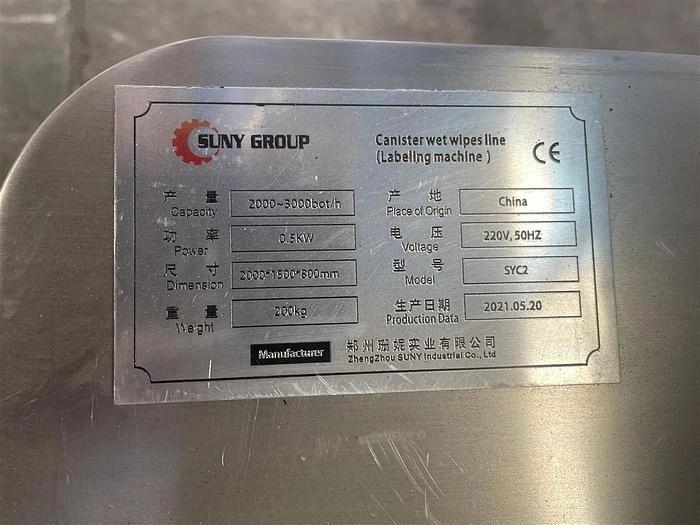 SUNY GROUP
Canister wet wipes line
(Labeling machine)
CE
产量
Capacity
2000~3000bot/h
产地
Place of Origin
China
功率
Power
0.5KW
电压
Voltage
220V, 50HZ
尺寸
Dimension
2000*1500*800mm
型号
Model
SYC2
重量
Weight
200kg
生产日期
Production Data
2021.05.20
Manufacturer
郑州珊妮实业有限公司
ZhengZhou SUNY Industrial Co., Ltd